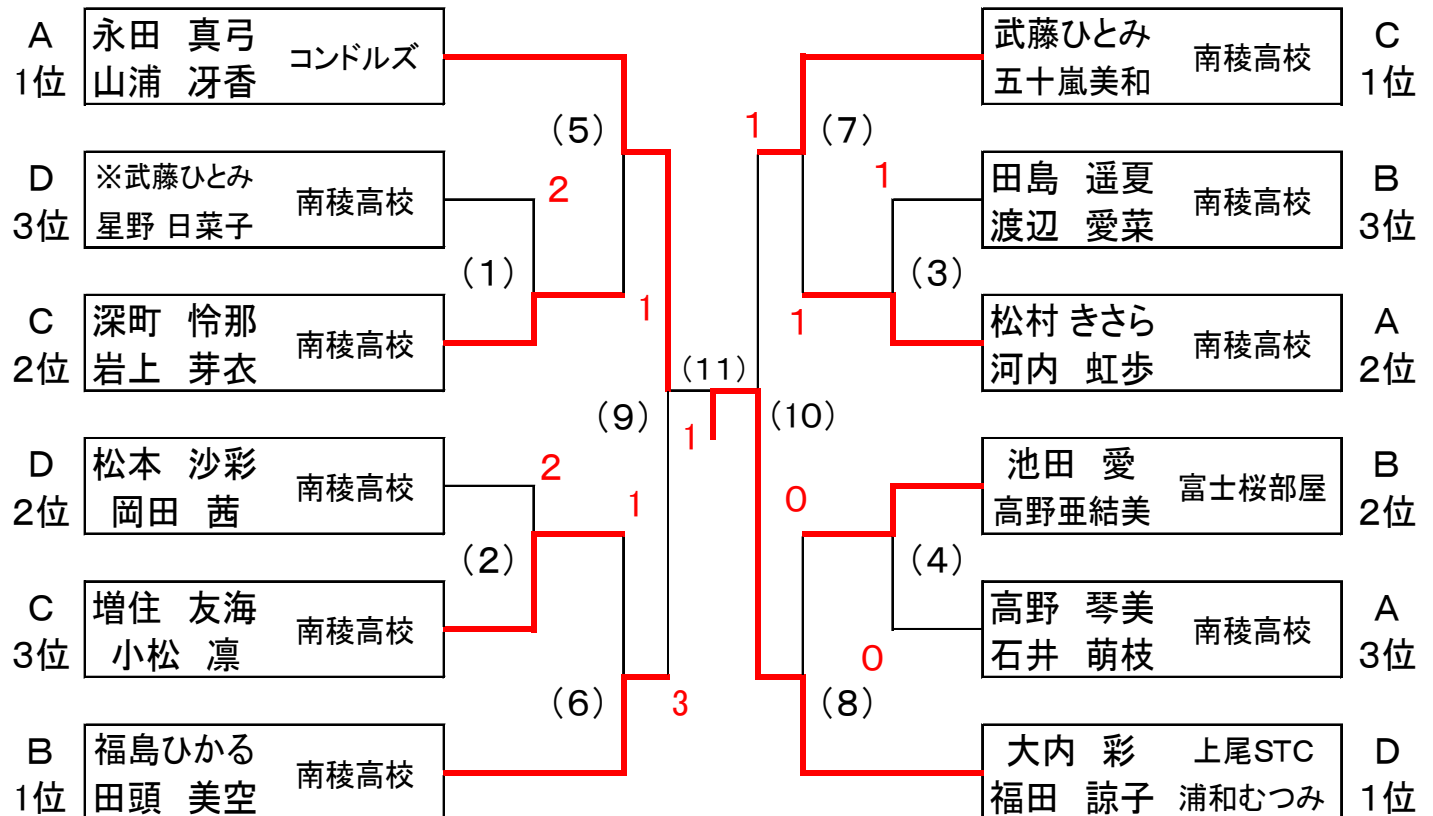 A
1位
永田 真弓
山浦 冴香
コンドルズ
D
3位
※武藤ひとみ
星野 日菜子
南稜高校
C
2位
深町 怜那
岩上 芽衣
南稜高校
D
2位
松本 沙彩
岡田 茜
南稜高校
C
3位
増住 友海
小松 凛
南稜高校
B
1位
福島ひかる
田頭 美空
南稜高校
(5)
2
(1)
1
(9)
2
1
(2)
(6)
3
(11)
1
1
(7)
1
(3)
1
(10)
0
(4)
0
(8)
武藤ひとみ
五十嵐美和
南稜高校
C
1位
田島 遥夏
渡辺 愛菜
南稜高校
B
3位
松村 きさら
河内 虹歩
南稜高校
A
2位
池田 愛
高野亜結美
富士桜部屋
B
2位
高野 琴美
石井 萌枝
南稜高校
A
3位
大内 彩 上尾STC
福田 諒子 浦和むつみ
D
1位